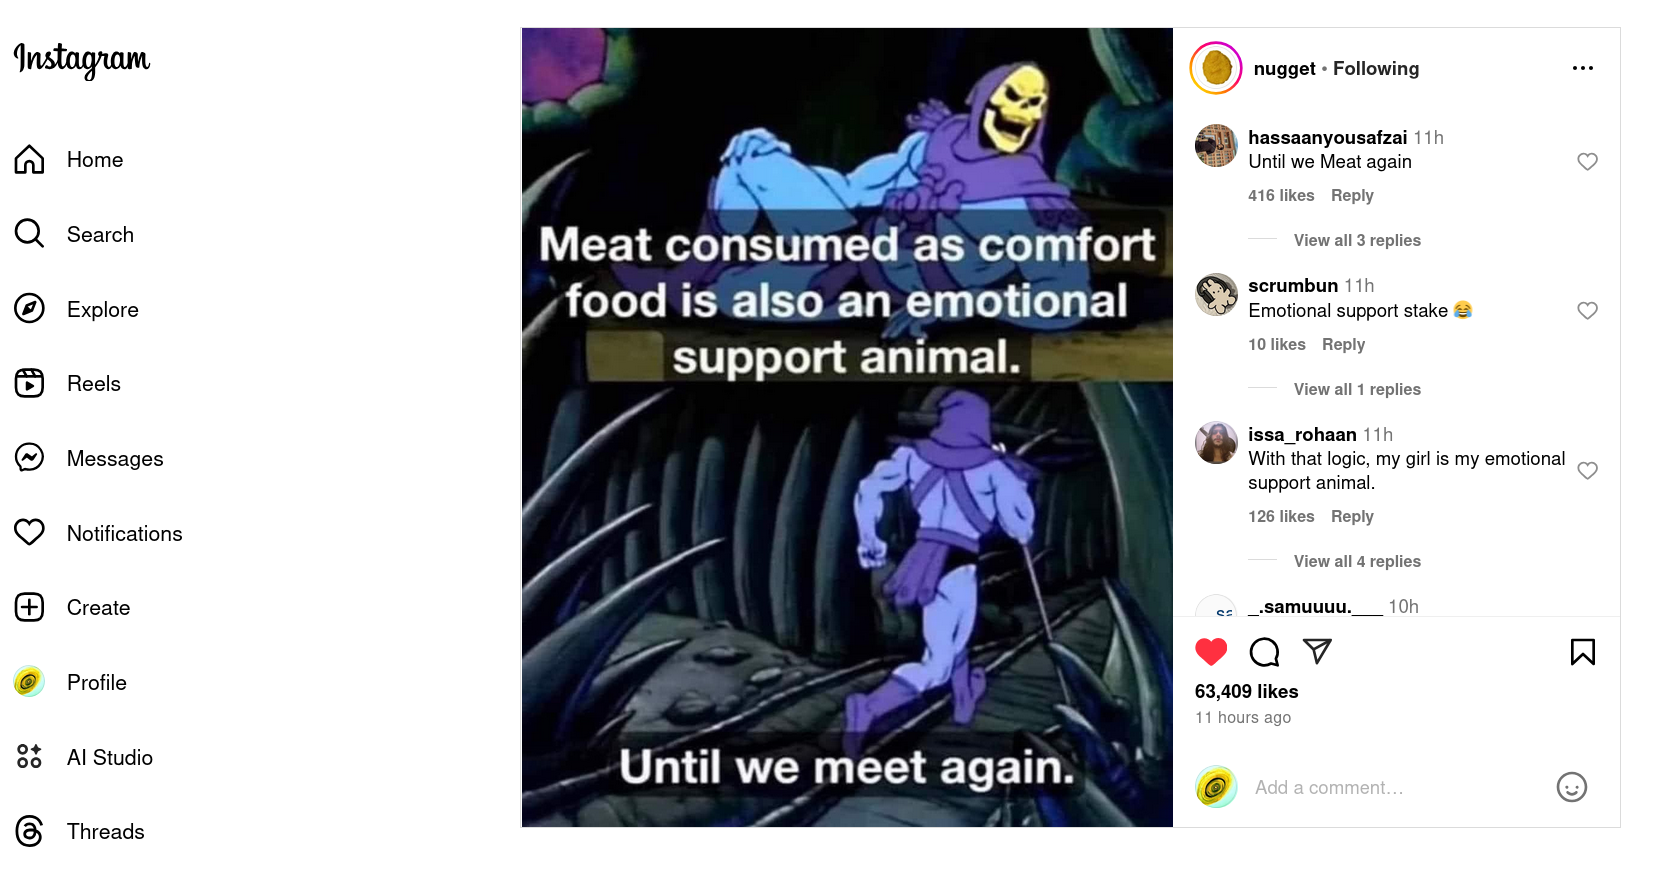 Instagram
Home
Search
Explore
Reels
Messages
Notifications
Create
Profile
AI Studio
Threads
Meat consumed as comfort
food is also an emotional
support animal.
Until we meet again.
nugget • Following
hassaanyousafzai 11h
Until we Meat again
416 likes Reply
View all 3 replies
scrumbun 11h
Emotional support stake 😂
10 likes Reply
View all 1 replies
issa_rohaan 11h
With that logic, my girl is my emotional
support animal.
126 likes Reply
View all 4 replies
_.samuuuu.___ 10h
63,409 likes
11 hours ago
Add a comment…